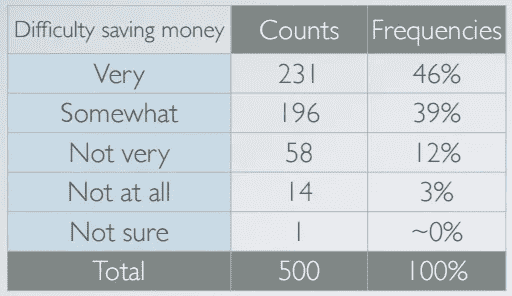 Difficulty saving money Counts Frequencies
Very 231 46%
Somewhat 196 39%
Not very 58 12%
Not at all 14 3%
Not sure 1 ~0%
Total 500 100%